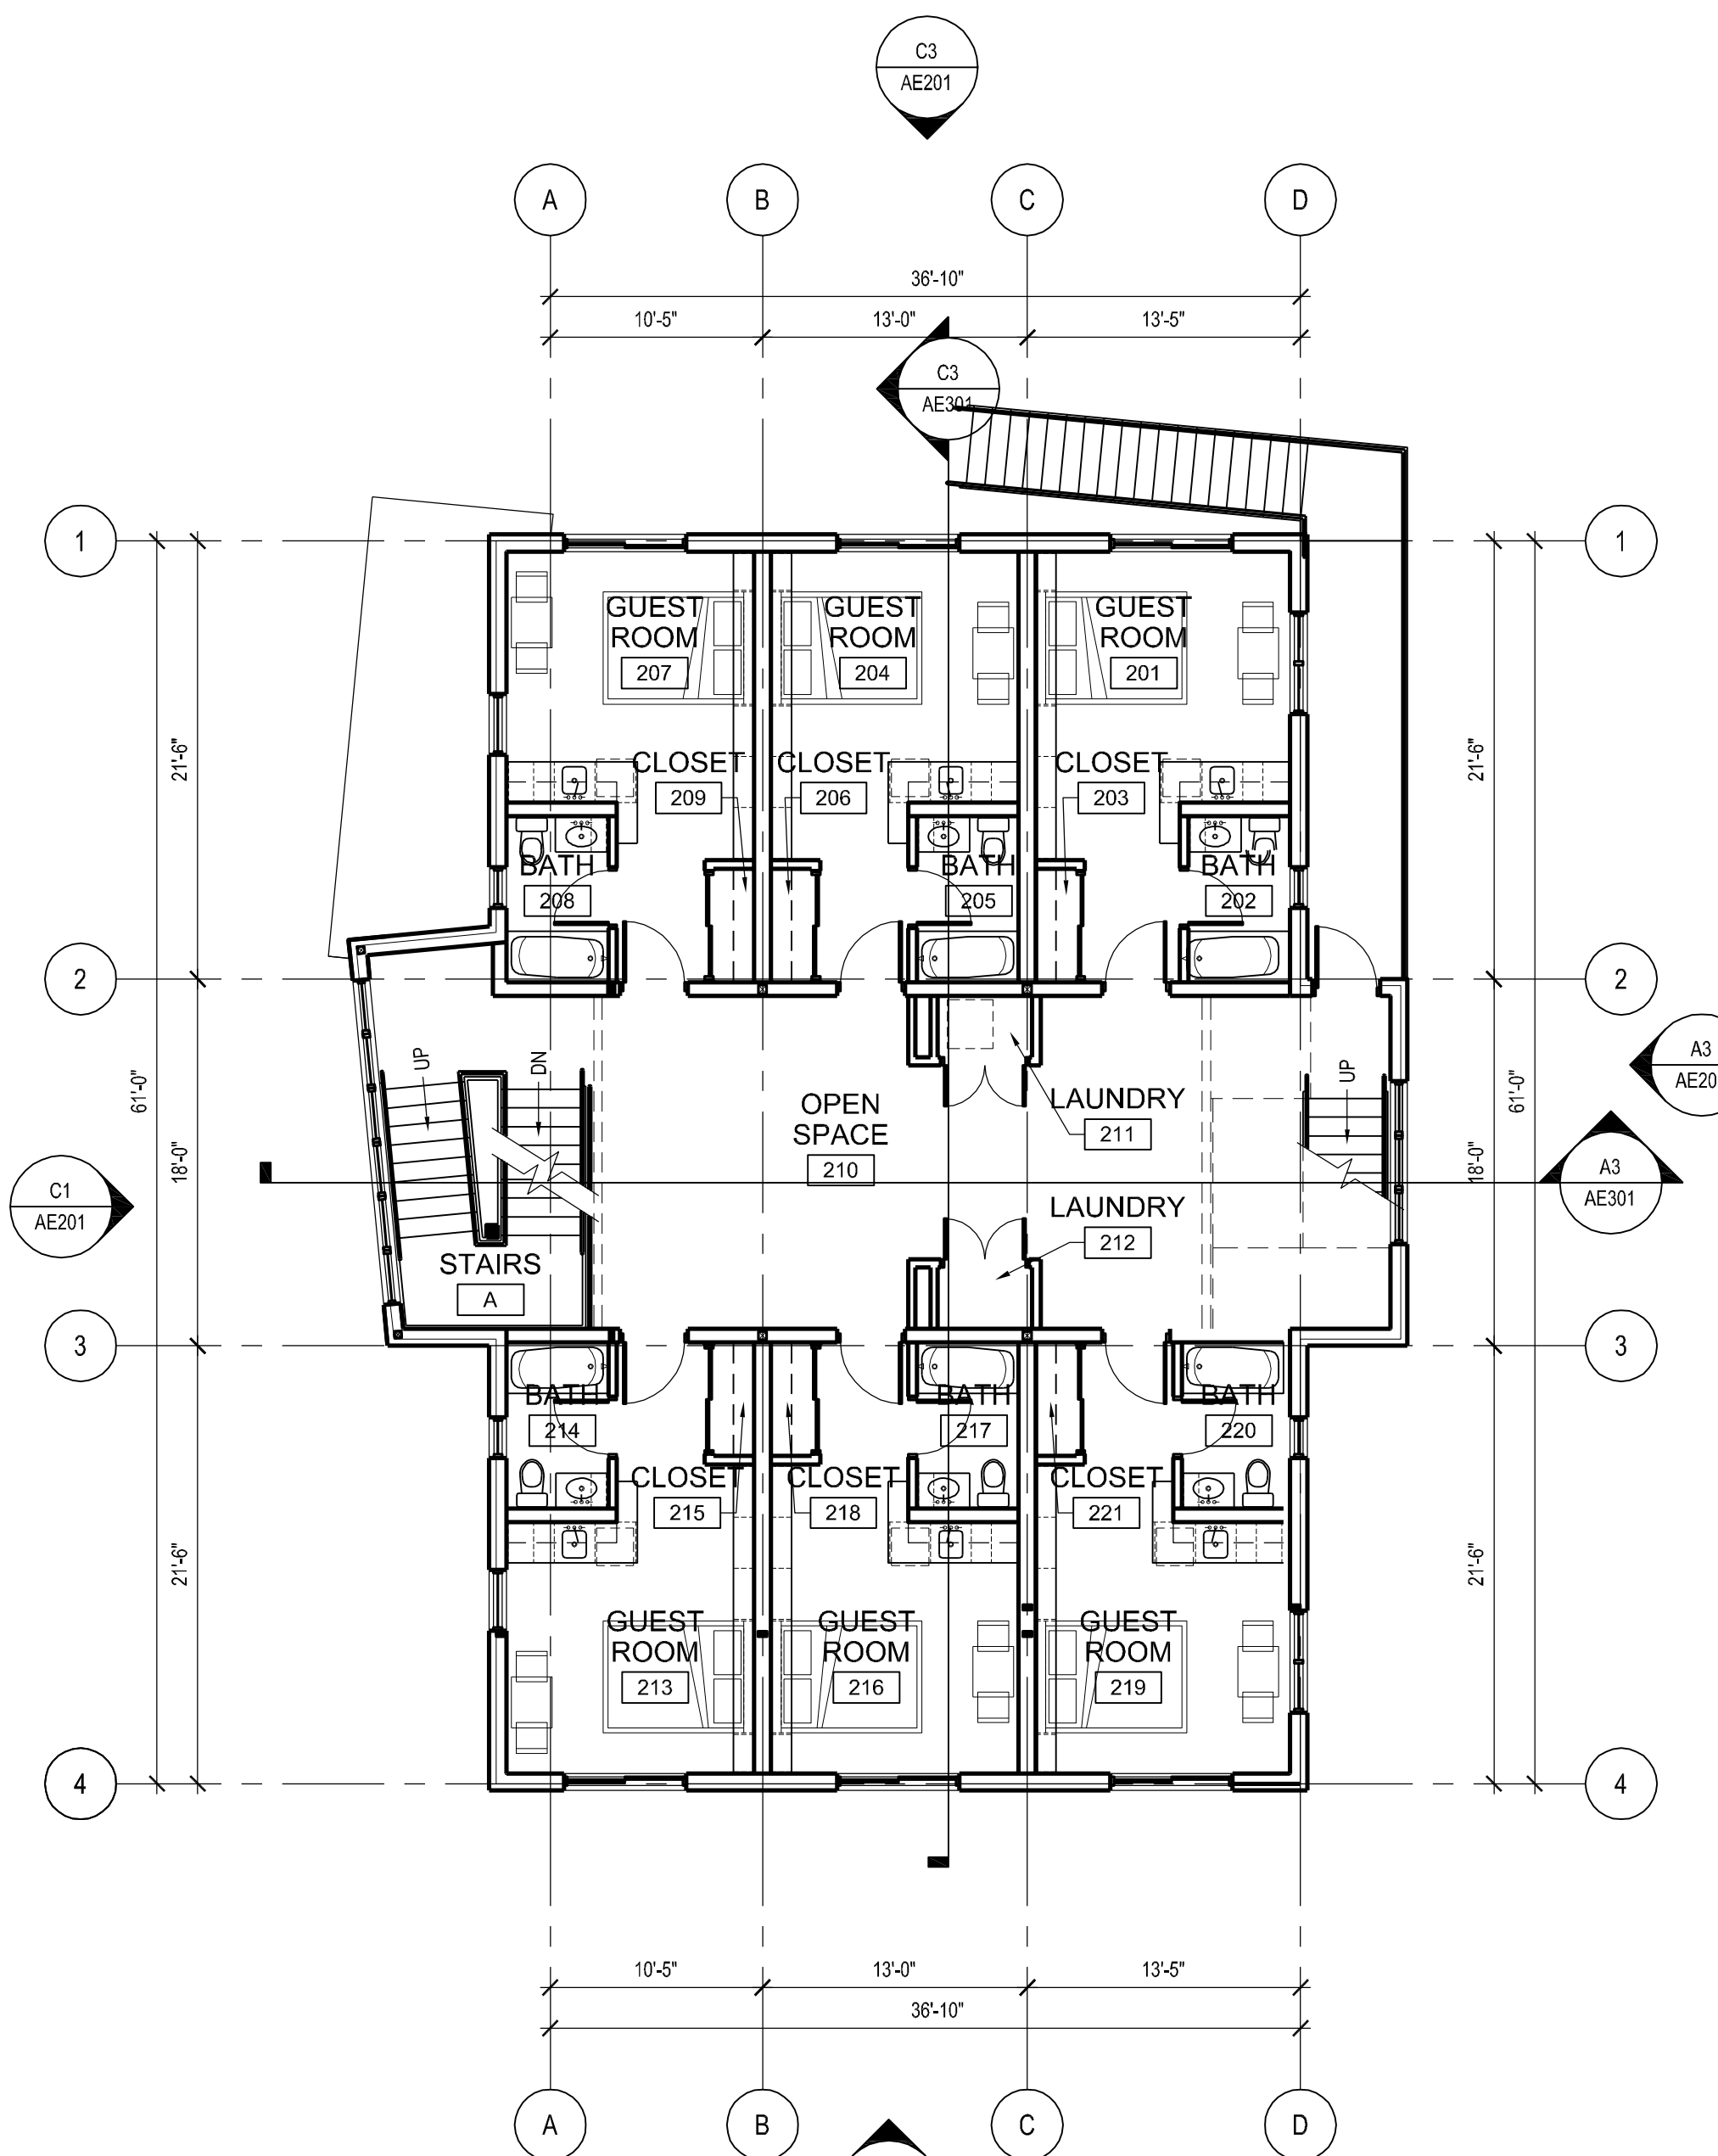 C3
AE201
A
B
C
D
36'-10"
10'-5"
13'-0"
13'-5"
C3
AE301
1
1
GUEST
ROOM
207
GUEST
ROOM
204
GUEST
ROOM
201
21'-6"
21'-6"
CLOSET
209
CLOSET
206
CLOSET
203
BATH
208
BATH
205
BATH
202
2
2
61'-0"
61'-0"
18'-0"
18'-0"
UP
DN
UP
A3
OPEN
SPACE
210
LAUNDRY
211
C1
AE201
A3
AE301
LAUNDRY
212
STAIRS
A
3
3
BATH
214
BATH
217
BATH
220
CLOSET
215
CLOSET
218
CLOSET
221
21'-6"
21'-6"
GUEST
ROOM
213
GUEST
ROOM
216
GUEST
ROOM
219
4
4
10'-5"
13'-0"
13'-5"
36'-10"
A
B
C
D